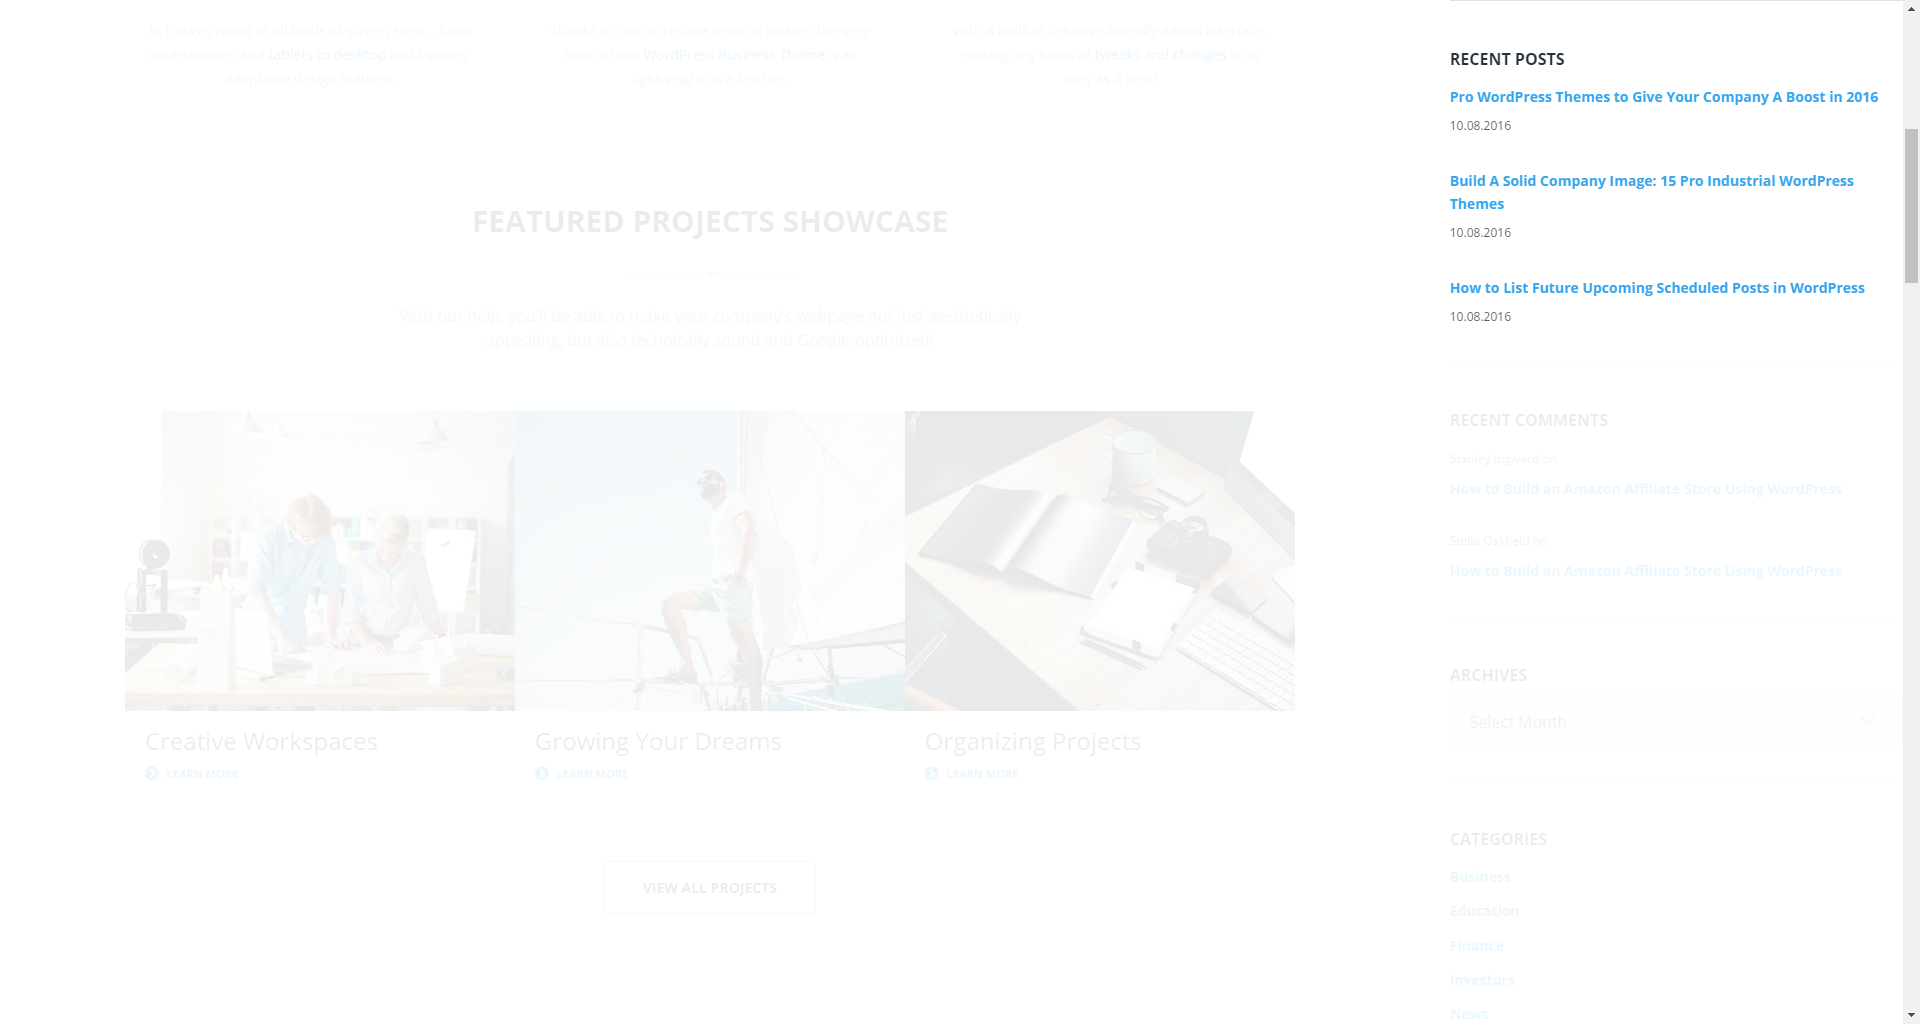 In today's world of all kinds of screen sizes – from
smartphones and tablets to desktop and laptops,
adaptable design matters.
Thanks to our incredible team of coders, the very
basis of our WordPress Business Theme is as
lightweight as a feather
With a built-in, intuitive-friendly admin interface,
making any kinds of tweaks and changes is as
easy as it gets!
FEATURED PROJECTS SHOWCASE
With our help, you'll be able to make your company's webpage not just aesthetically
appealing, but also technically sound and Google-optimized!
Creative Workspaces
LEARN MORE
Growing Your Dreams
LEARN MORE
Organizing Projects
LEARN MORE
VIEW ALL PROJECTS
RECENT POSTS
Pro WordPress Themes to Give Your Company A Boost in 2016
10.08.2016
Build A Solid Company Image: 15 Pro Industrial WordPress
Themes
10.08.2016
How to List Future Upcoming Scheduled Posts in WordPress
10.08.2016
RECENT COMMENTS
Stanley Ingward on
How to Build an Amazon Affiliate Store Using WordPress
Stella Oakfield on
How to Build an Amazon Affiliate Store Using WordPress
ARCHIVES
Select Month
CATEGORIES
Business
Education
Finance
Investors
News